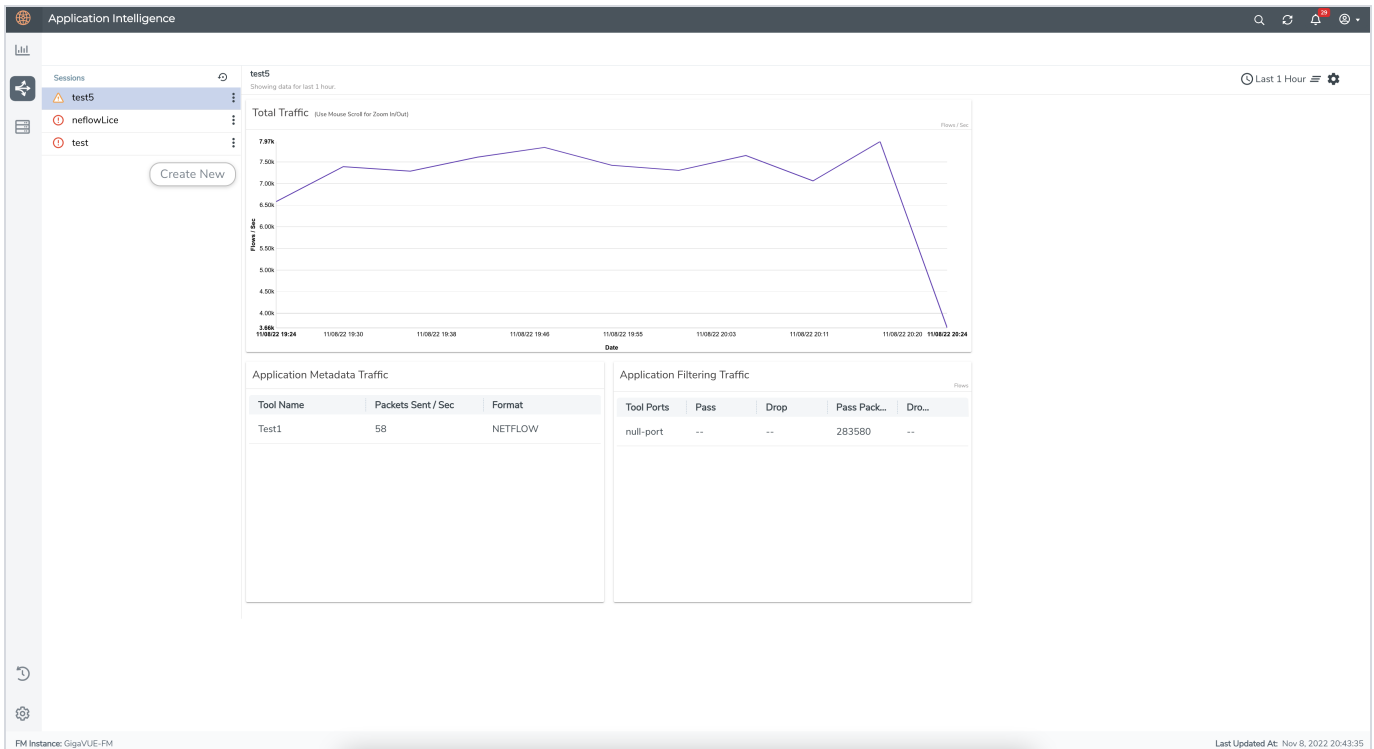 Application Intelligence
29
Sessions
test5
neflowLice
test
Create New
test5
Showing data for last 1 hour.
Last 1 Hour
Total Traffic (Use Mouse Scroll for Zoom In/Out)
Flows / Sec
7.97k
7.50k
7.00k
6.50k
6.00k
5.50k
5.00k
4.50k
4.00k
3.66k
Flows / Sec
11/08/22 19:24 11/08/22 19:30 11/08/22 19:38 11/08/22 19:46 11/08/22 19:55 11/08/22 20:03 11/08/22 20:11 11/08/22 20:20 11/08/22 20:24
Date
Application Metadata Traffic
Tool Name Packets Sent / Sec Format
Test1 58 NETFLOW
Application Filtering Traffic
Flows
Tool Ports Pass Drop Pass Pack... Dro...
null-port -- -- 283580 --
FM Instance: GigaVUE-FM
Last Updated At: Nov 8, 2022 20:43:35